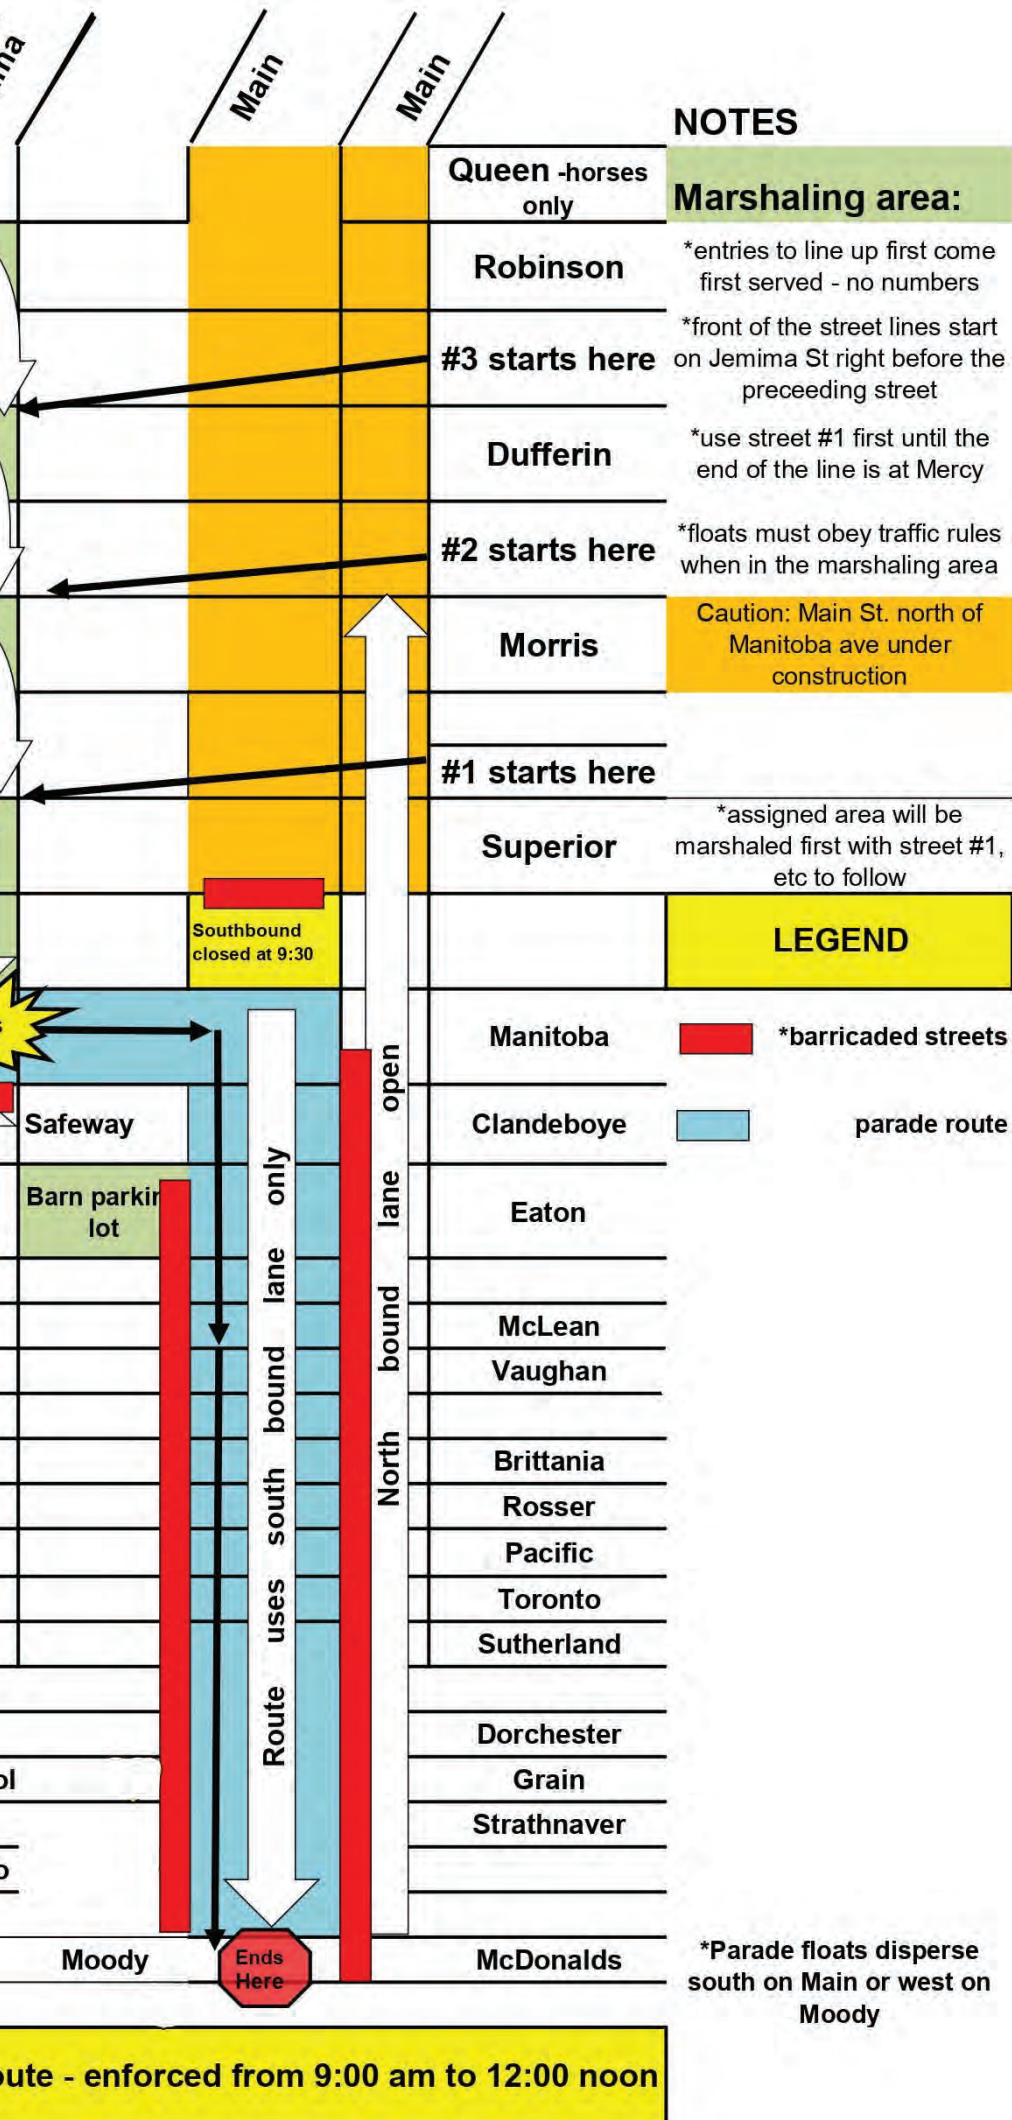 Main
Main
NOTES
Queen -horses
only
Marshaling area:
Robinson
*entries to line up first come
first served - no numbers
#3 starts here
*front of the street lines start
on Jemima St right before the
preceeding street
Dufferin
*use street #1 first until the
end of the line is at Mercy
#2 starts here
*floats must obey traffic rules
when in the marshaling area
Morris
Caution: Main St. north of
Manitoba ave under
construction
#1 starts here
Superior
*assigned area will be
marshaled first with street #1,
etc to follow
Southbound
closed at 9:30
LEGEND
Manitoba
*barricaded streets
Safeway
Clandeboye
parade route
Barn parkin
lot
Eaton
McLean
Vaughan
Brittania
Rosser
Pacific
Toronto
Sutherland
Route uses south bound lane only
North bound lane open
Dorchester
Grain
Strathnaver
Moody
Ends
Here
McDonalds
*Parade floats disperse
south on Main or west on
Moody
oute - enforced from 9:00 am to 12:00 noon